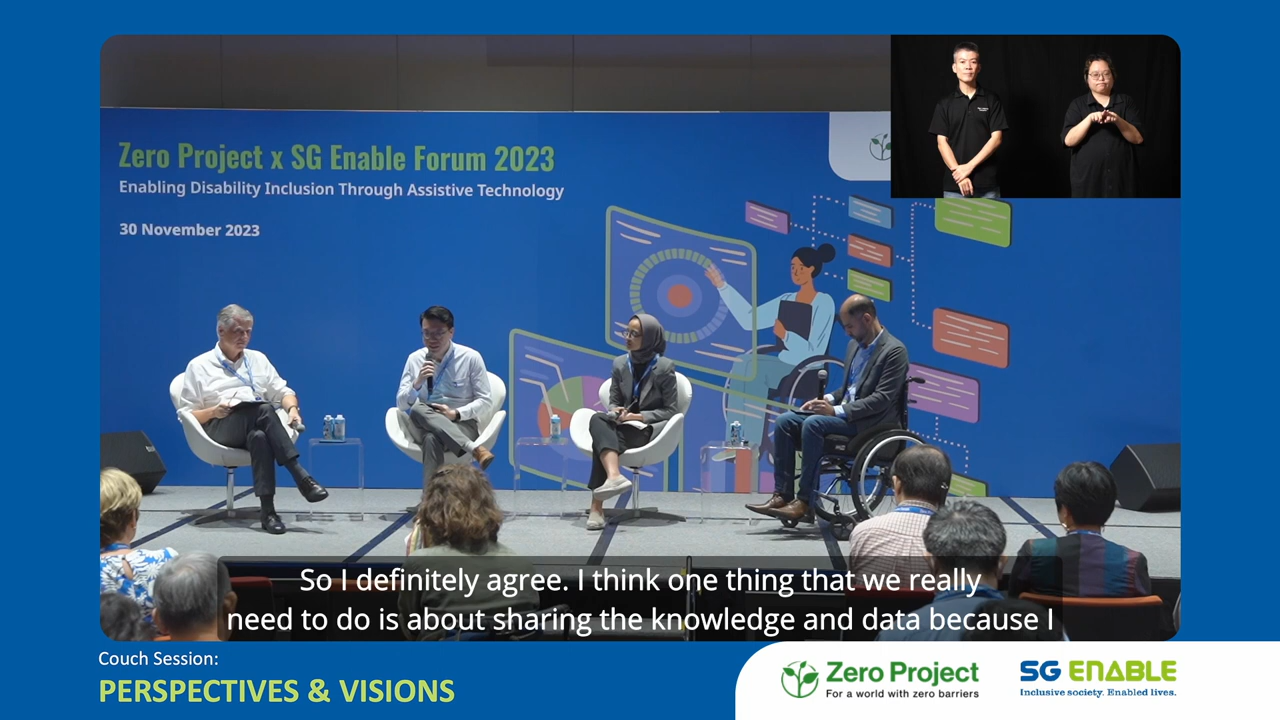 Zero Project x SG Enable Forum 2023
Enabling Disability Inclusion Through Assistive Technology
30 November 2023
So I definitely agree. I think one thing that we really
need to do is about sharing the knowledge and data because I
Couch Session:
PERSPECTIVES & VISIONS
Zero Project
For a world with zero barriers
SG ENABLE
Inclusive society. Enabled lives.